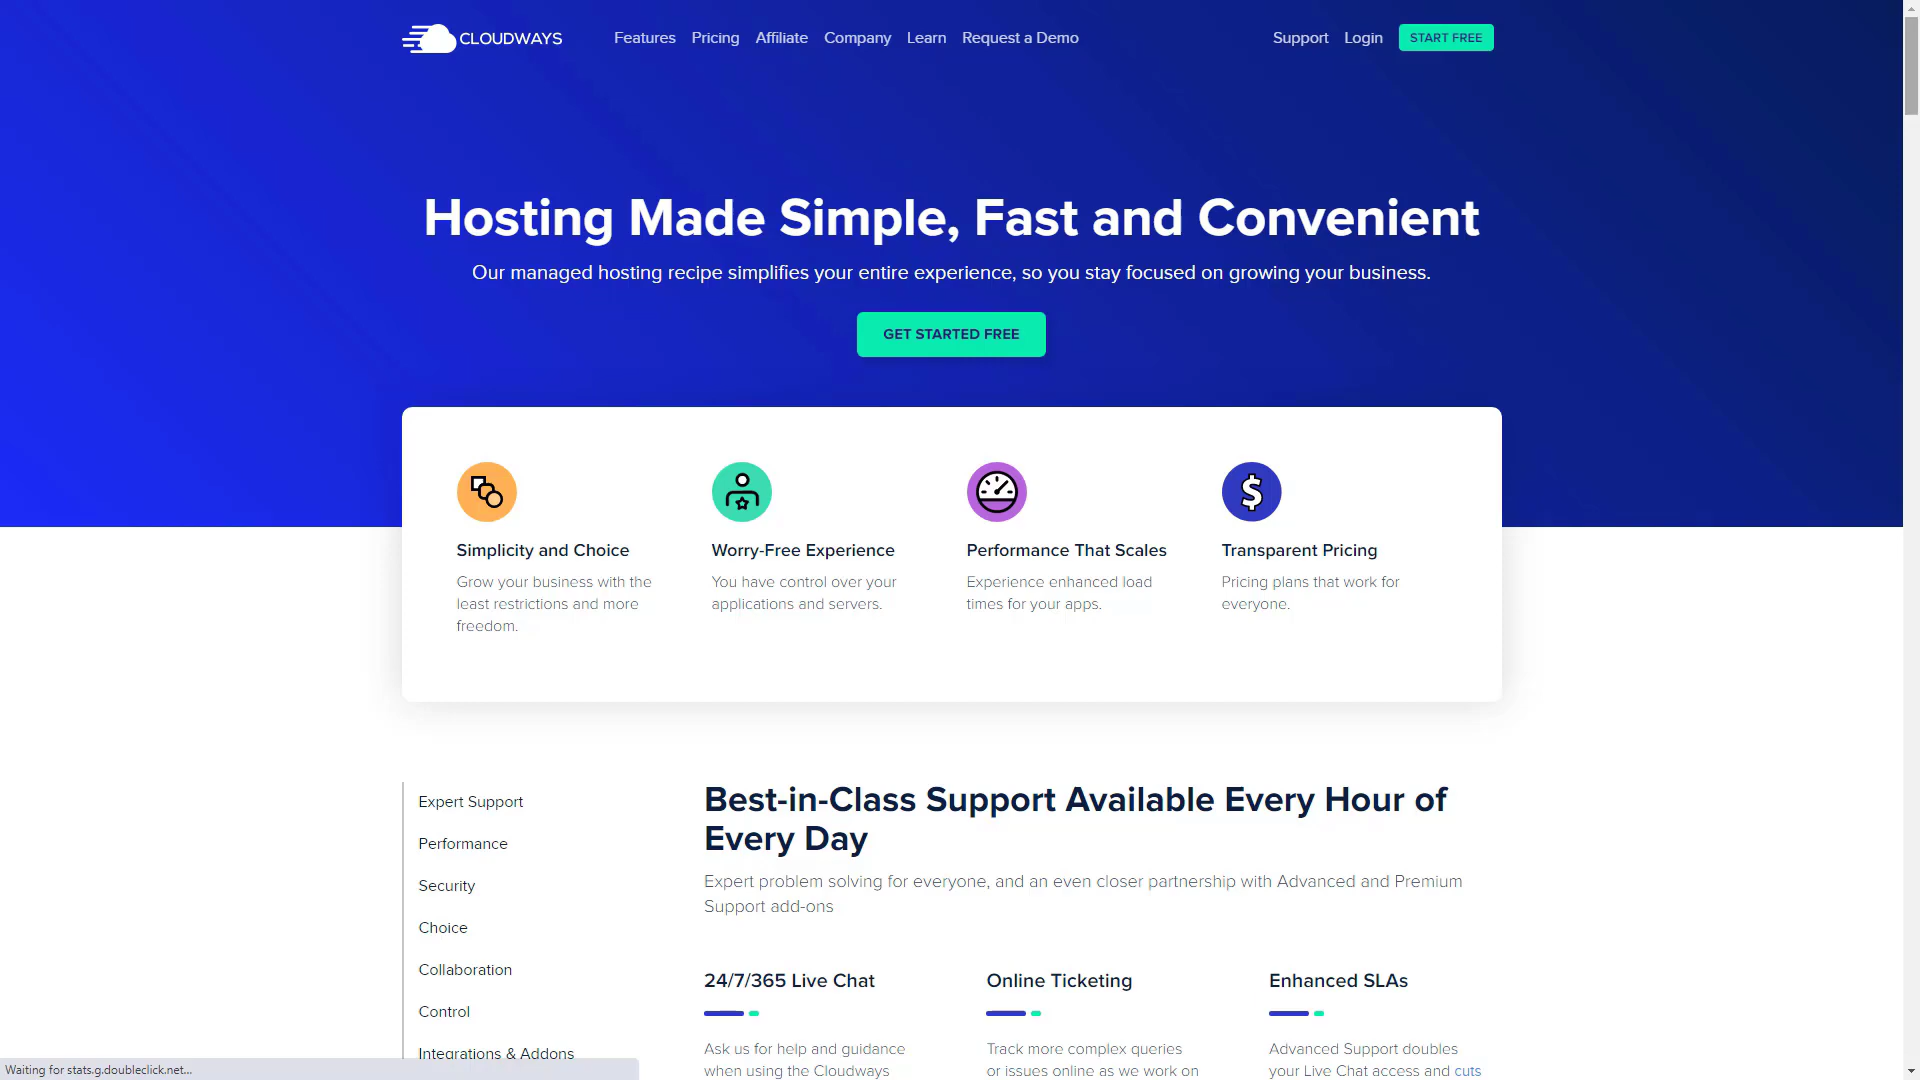 CLOUDWAYS
Features Pricing Affiliate Company Learn Request a Demo
Support Login START FREE
Hosting Made Simple, Fast and Convenient
Our managed hosting recipe simplifies your entire experience, so you stay focused on growing your business.
GET STARTED FREE
Simplicity and Choice
Grow your business with the
least restrictions and more
freedom.
Worry-Free Experience
You have control over your
applications and servers.
Performance That Scales
Experience enhanced load
times for your apps.
Transparent Pricing
Pricing plans that work for
everyone.
Expert Support
Performance
Security
Choice
Collaboration
Control
Integrations & Addons
Best-in-Class Support Available Every Hour of
Every Day
Expert problem solving for everyone, and an even closer partnership with Advanced and Premium
Support add-ons
24/7/365 Live Chat
Ask us for help and guidance
when using the Cloudways
Online Ticketing
Track more complex queries
or issues online as we work on
Enhanced SLAs
Advanced Support doubles
your Live Chat access and cuts
Waiting for stats.g.doubleclick.net...